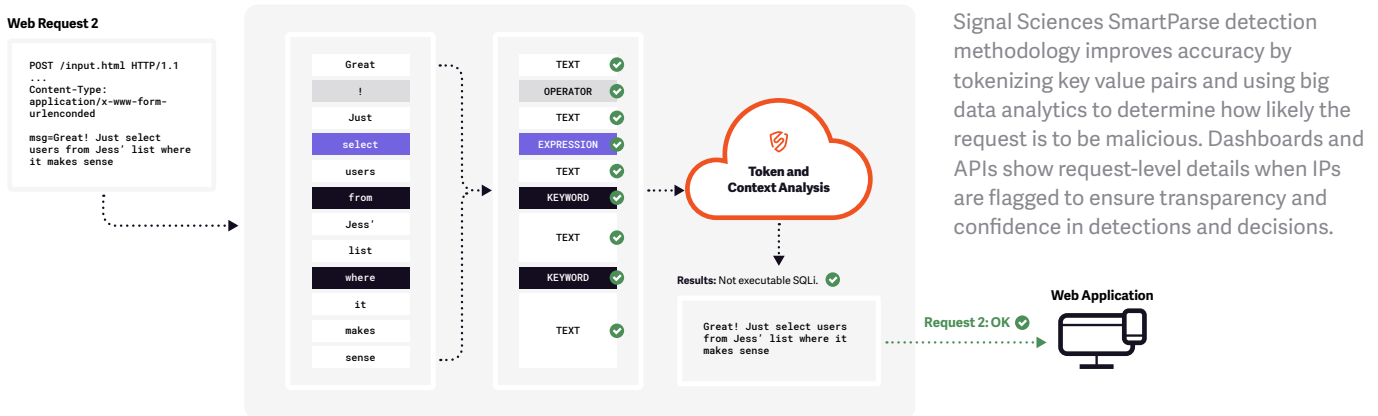 Web Request 2
POST /input.html HTTP/1.1
...
Content-Type:
application/x-www-form-
urlenconded
msg=Great! Just select
users from Jess’ list where
it makes sense
Great
!
Just
select
users
from
Jess’
list
where
it
makes
sense
TEXT
OPERATOR
TEXT
EXPRESSION
TEXT
KEYWORD
TEXT
KEYWORD
TEXT
Token and
Context Analysis
Results: Not executable SQLi.
Great! Just select users
from Jess’ list where it
makes sense
Request 2: OK
Web Application
Signal Sciences SmartParse detection
methodology improves accuracy by
tokenizing key value pairs and using big
data analytics to determine how likely the
request is to be malicious. Dashboards and
APIs show request-level details when IPs
are flagged to ensure transparency and
confidence in detections and decisions.